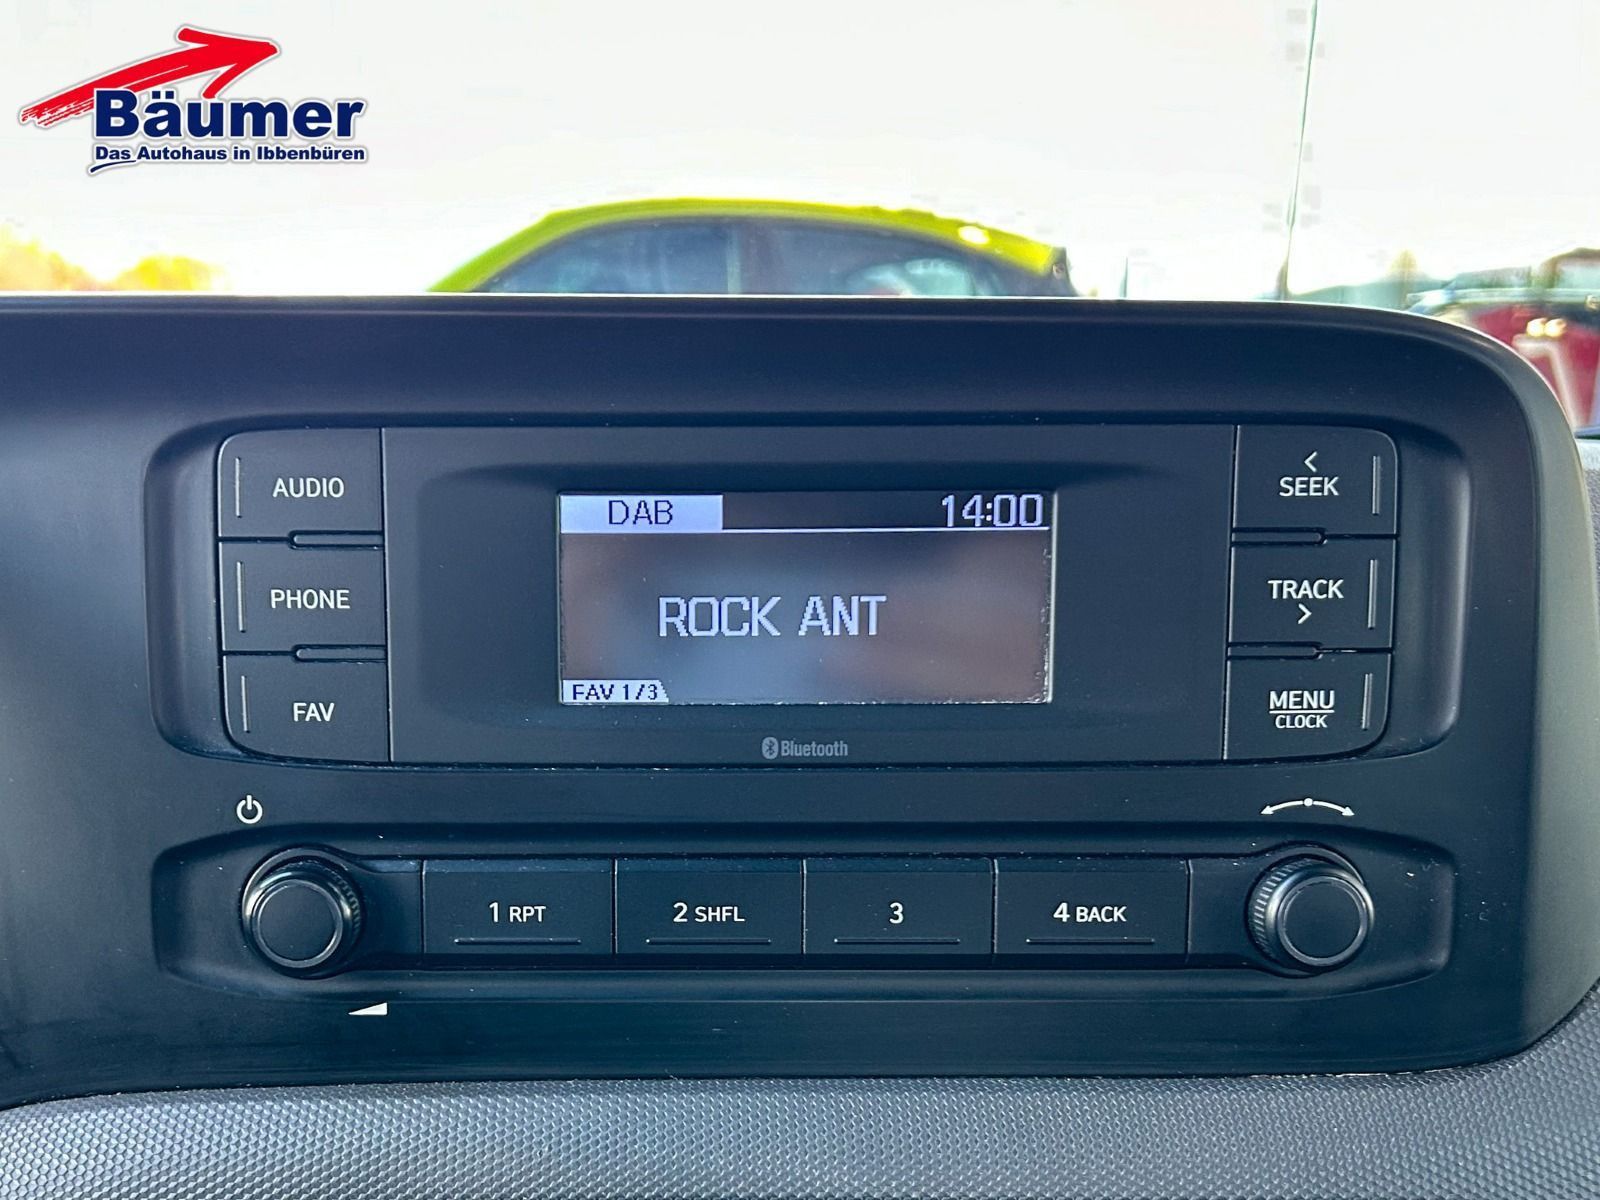 Bäumer
Das Autohaus in Ibbenbüren
AUDIO
PHONE
FAV
DAB 14:00
ROCK ANT
FAV 1/3
Bluetooth
<
SEEK
TRACK
>
MENU
CLOCK
1 RPT
2 SHFL
3
4 BACK